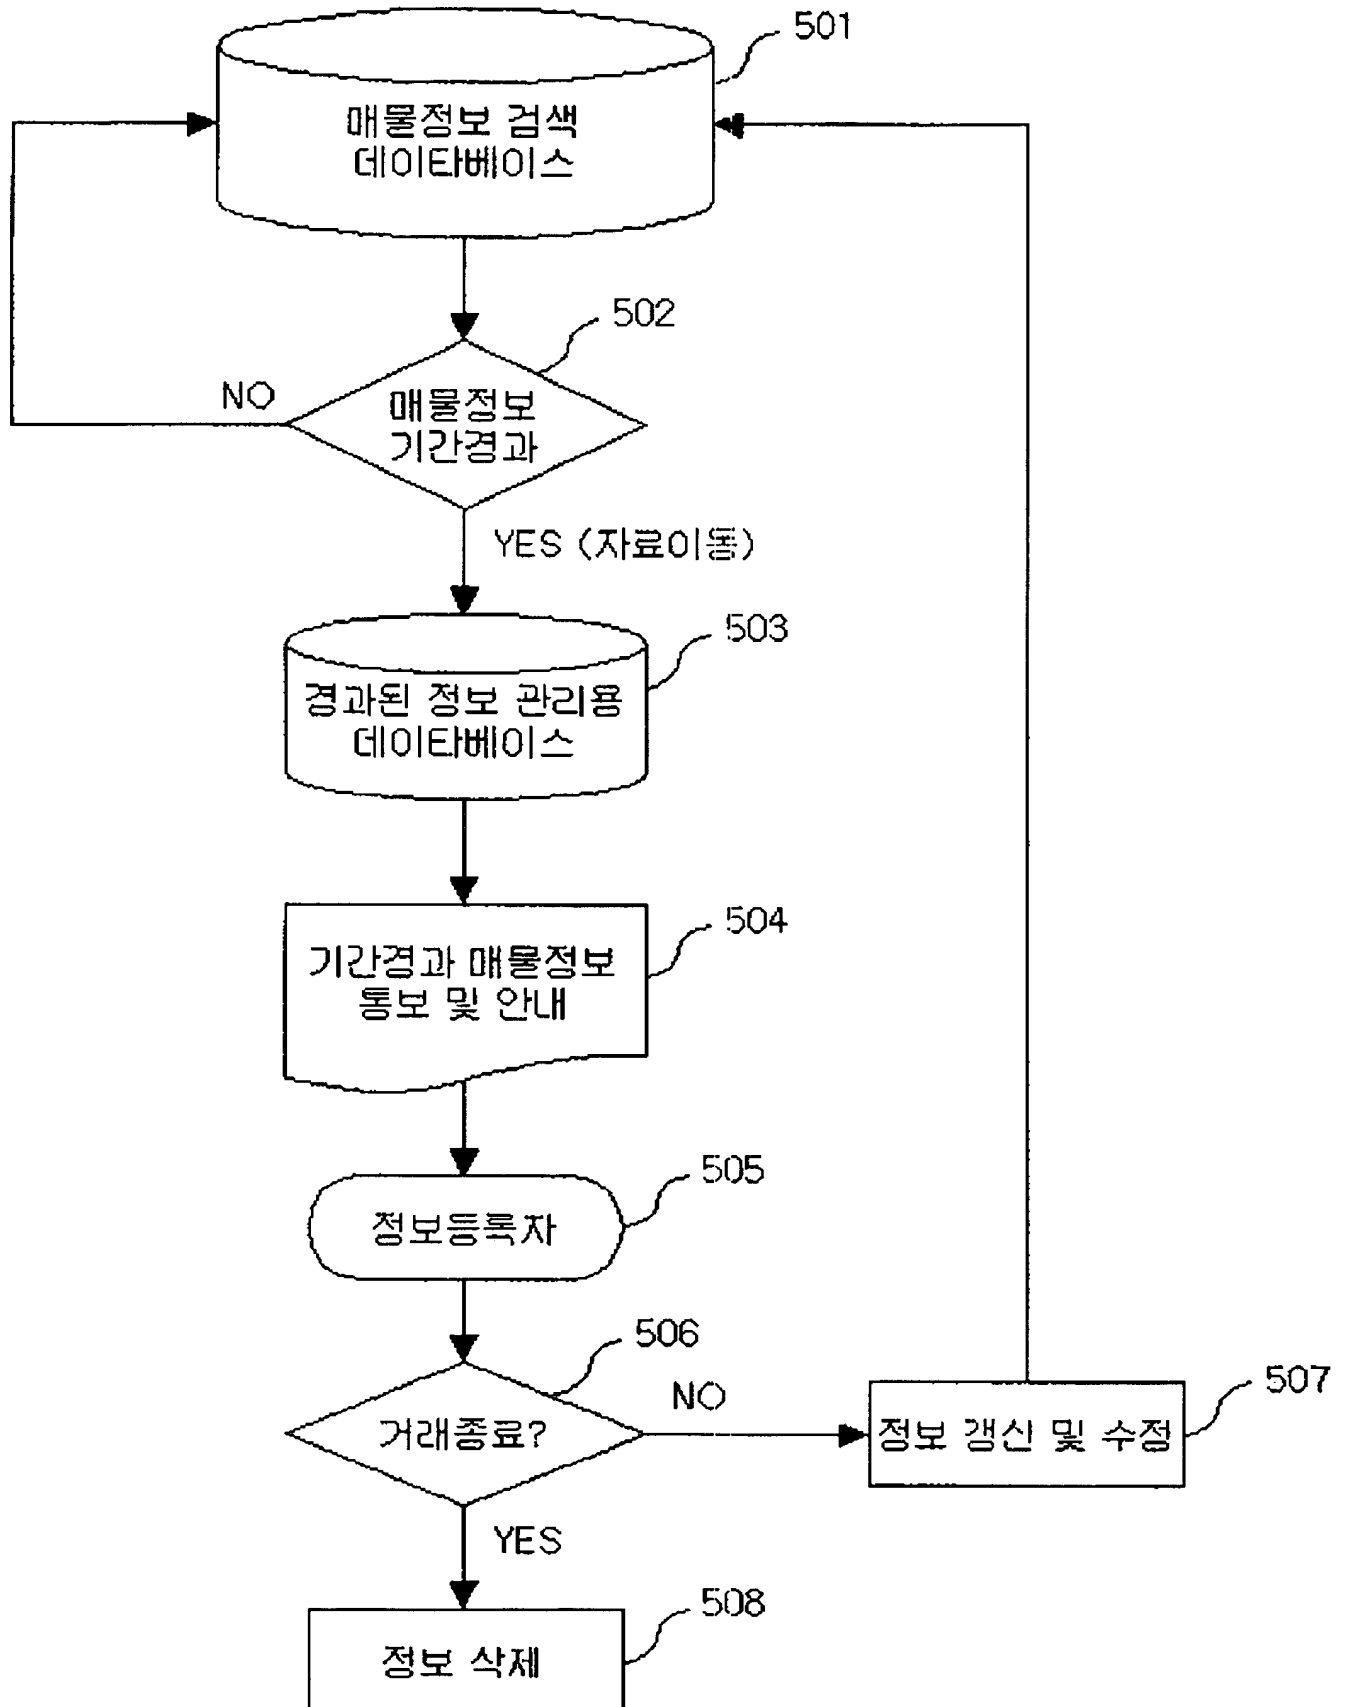 501
매물정보 검색
데이타베이스
502
NO
매물정보
기간경과
YES (자료이동)
503
경과된 정보 관리용
데이타베이스
504
기간경과 매물정보
통보 및 안내
505
정보등록자
506
NO
거래종료?
507
정보 갱신 및 수정
YES
508
정보 삭제